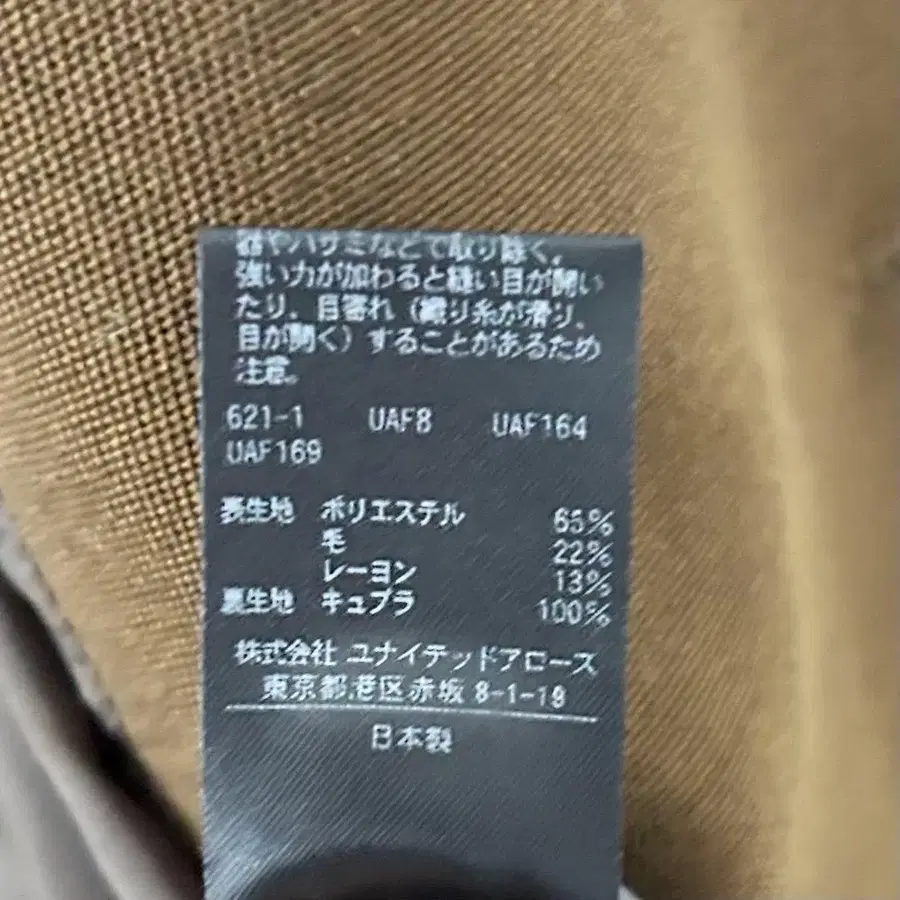 器やハサミなどで取り除く。
強い力が加わると縫い目が開い
たり、目寄れ（織り糸が滑り、
目が開く）することがあるため
注意。
621-1 UAF8 UAF164
UAF169
表生地 ポリエステル 65%
毛 22%
レーヨン 13%
裏生地 キュプラ 100%
株式会社 ユナイテッドアローズ
東京都港区赤坂 8-1-19
日本製